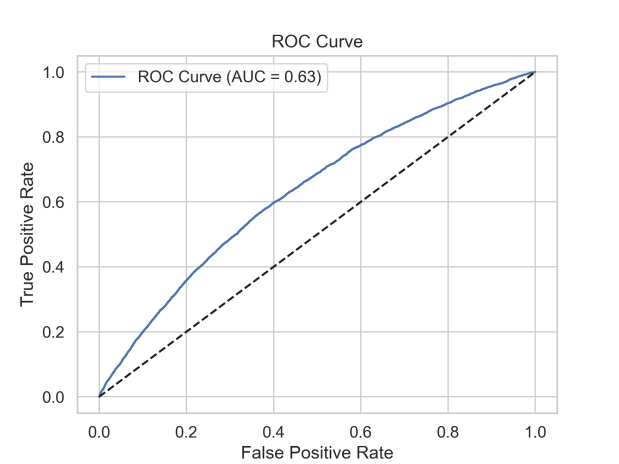 ROC Curve
ROC Curve (AUC = 0.63)
1.0
0.8
0.6
0.4
0.2
0.0
True Positive Rate
0.0 0.2 0.4 0.6 0.8 1.0
False Positive Rate